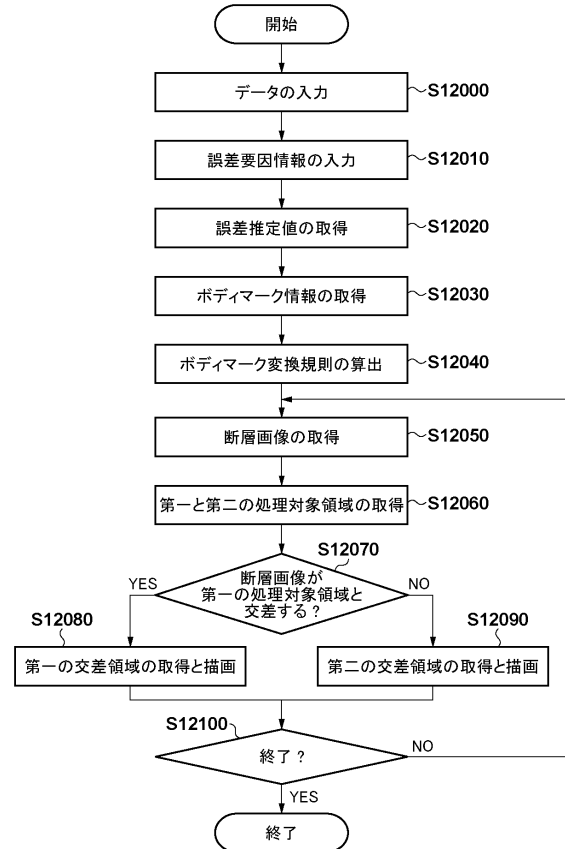 開始
データの入力
S12000
誤差要因情報の入力
S12010
誤差推定値の取得
S12020
ボディマーク情報の取得
S12030
ボディマーク変換規則の算出
S12040
断層画像の取得
S12050
第一と第二の処理対象領域の取得
S12060
S12070
断層画像が
第一の処理対象領域と
交差する？
YES
NO
S12080
S12090
第一の交差領域の取得と描画
第二の交差領域の取得と描画
S12100
終了？
NO
YES
終了